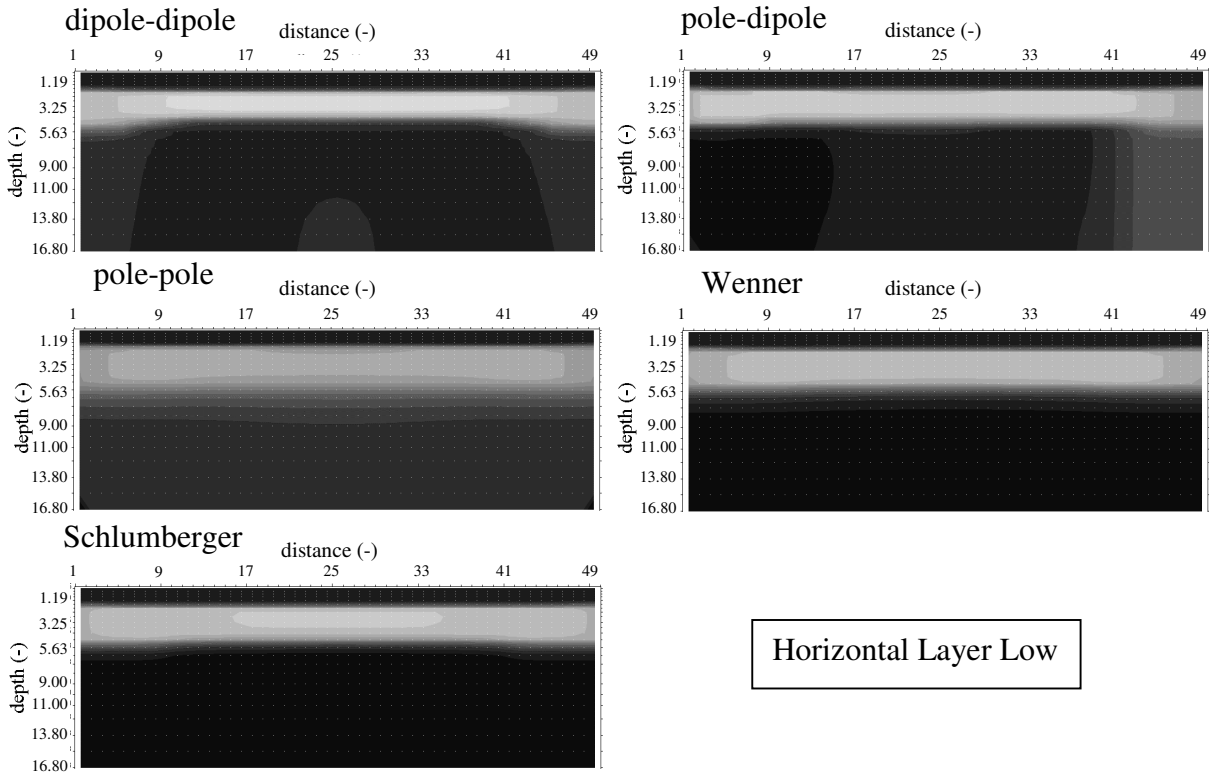 dipole-dipole
distance (-)
1 9 17 25 33 41 49
1.19
3.25
5.63
9.00
11.00
13.80
16.80
depth (-)
pole-dipole
distance (-)
1 9 17 25 33 41 49
1.19
3.25
5.63
9.00
11.00
13.80
16.80
depth (-)
pole-pole
distance (-)
1 9 17 25 33 41 49
1.19
3.25
5.63
9.00
11.00
13.80
16.80
depth (-)
Wenner
distance (-)
1 9 17 25 33 41 49
1.19
3.25
5.63
9.00
11.00
13.80
16.80
depth (-)
Schlumberger
distance (-)
1 9 17 25 33 41 49
1.19
3.25
5.63
9.00
11.00
13.80
16.80
depth (-)
Horizontal Layer Low